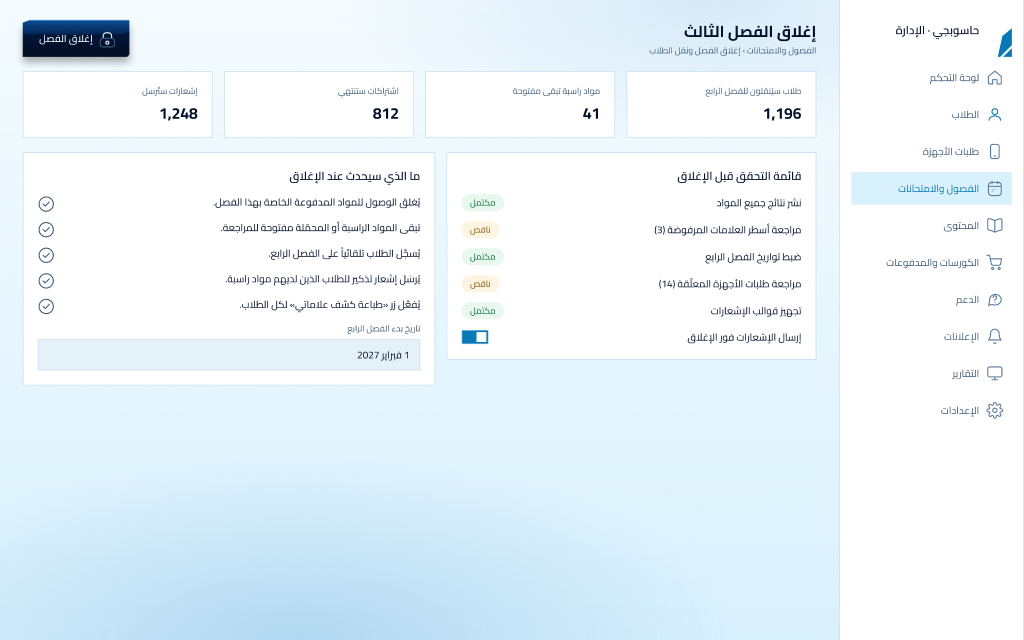 حاسوبجي · الإدارة
لوحة التحكم
الطلاب
طلبات الأجهزة
الفصول والامتحانات
المحتوى
الكورسات والمدفوعات
الدعم
الإعلانات
التقارير
الإعدادات
إغلاق الفصل الثالث
الفصول والامتحانات › إغلاق الفصل ونقل الطلاب
إغلاق الفصل
طلاب سيُنقلون للفصل الرابع
1,196
مواد راسبة تبقى مفتوحة
41
اشتراكات ستنتهي
812
إشعارات ستُرسل
1,248
قائمة التحقق قبل الإغلاق
نشر نتائج جميع المواد
مكتمل
مراجعة أسطر العلامات المرفوضة (3)
ناقص
ضبط تواريخ الفصل الرابع
مكتمل
مراجعة طلبات الأجهزة المعلّقة (14)
ناقص
تجهيز قوالب الإشعارات
مكتمل
إرسال الإشعارات فور الإغلاق
ما الذي سيحدث عند الإغلاق
يُغلق الوصول للمواد المدفوعة الخاصة بهذا الفصل.
تبقى المواد الراسبة أو المحمّلة مفتوحة للمراجعة.
يُسجَّل الطلاب تلقائياً على الفصل الرابع.
يُرسَل إشعار تذكير للطلاب الذين لديهم مواد راسبة.
يُفعَّل زر «طباعة كشف علاماتي» لكل الطلاب.
تاريخ بدء الفصل الرابع
1 فبراير 2027